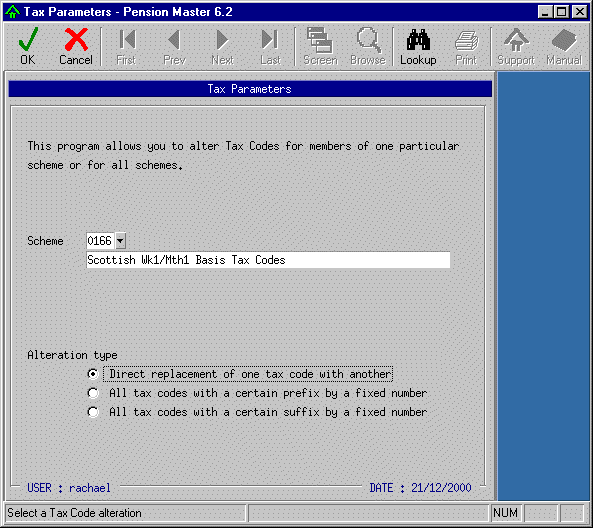 Tax Parameters - Pension Master 6.2
OK Cancel First Prev Next Last Screen Browse Lookup Print Support Manual
Tax Parameters
This program allows you to alter Tax Codes for members of one particular
scheme or for all schemes.
Scheme 0166
Scottish Wk1/Mth1 Basis Tax Codes
Alteration type
Direct replacement of one tax code with another
All tax codes with a certain prefix by a fixed number
All tax codes with a certain suffix by a fixed number
USER : rachael DATE : 21/12/2000
Select a Tax Code alteration NUM